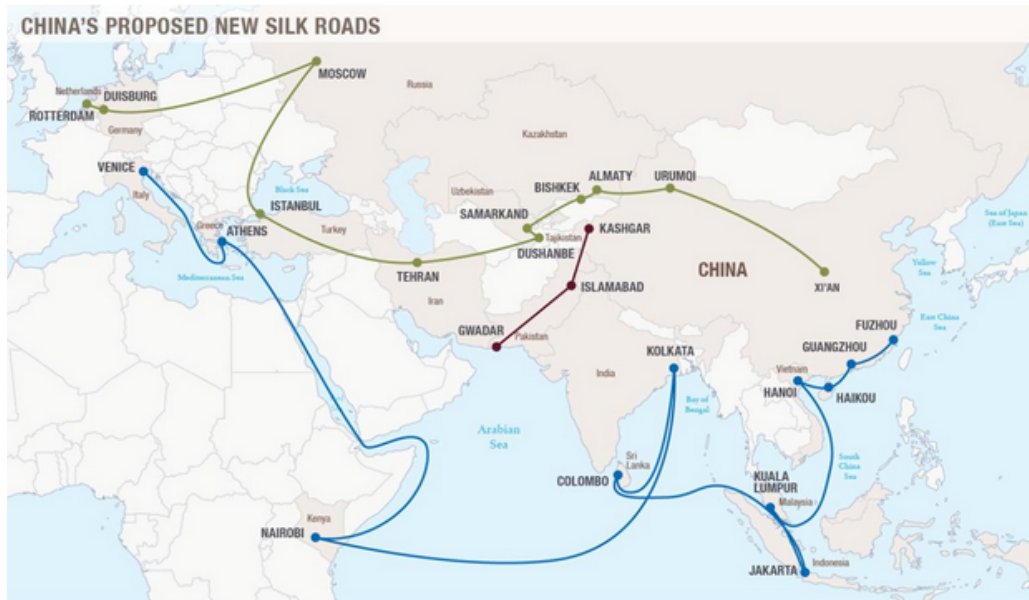 CHINA'S PROPOSED NEW SILK ROADS
MOSCOW
Russia
Netherlands
DUISBURG
ROTTERDAM
Germany
Kazakhstan
VENICE
ALMATY
URUMQI
BISHKEK
Italy
Black Sea
Uzbekistan
ISTANBUL
SAMARKAND
Sea of Japan
(East Sea)
Greece
ATHENS
Turkey
KASHGAR
Tajikistan
DUSHANBE
Mediterranean Sea
TEHRAN
CHINA
Yellow
Sea
ISLAMABAD
XI'AN
Iran
East China
Sea
GWADAR
Pakistan
FUZHOU
KOLKATA
GUANGZHOU
India
Vietnam
HANOI
HAIKOU
Bay of
Bengal
Arabian
Sea
Sri
Lanka
South
China
Sea
COLOMBO
KUALA
LUMPUR
Malaysia
Kenya
NAIROBI
JAKARTA
Indonesia